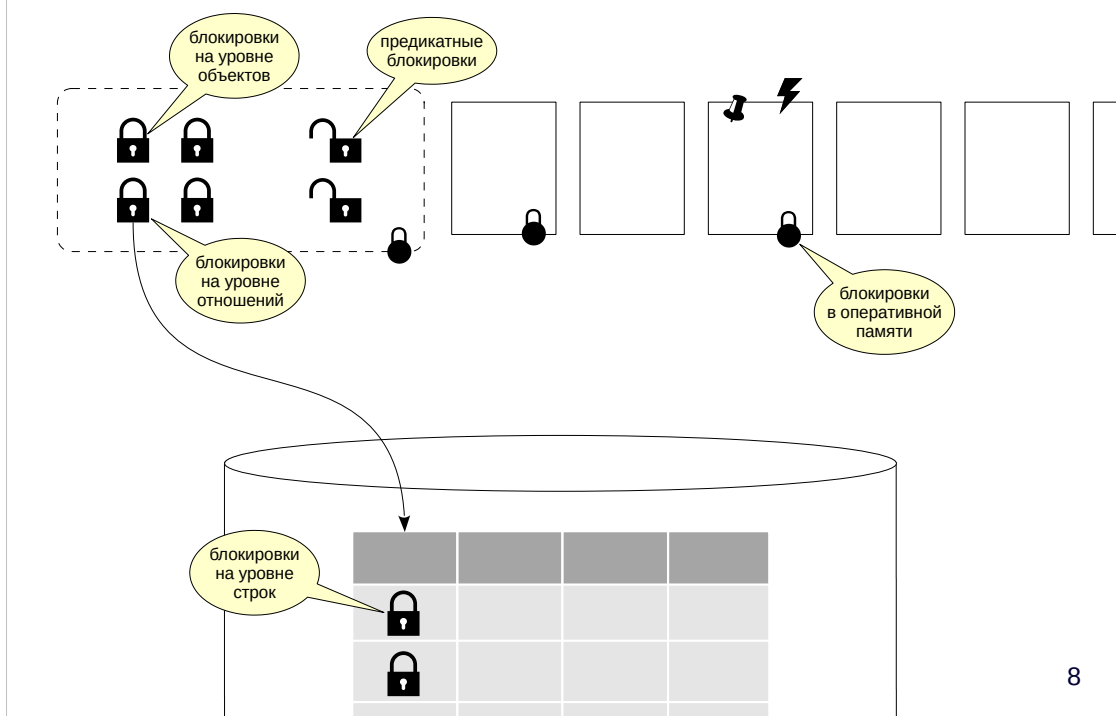 блокировки
на уровне
объектов
предикатные
блокировки
блокировки
на уровне
отношений
блокировки
в оперативной
памяти
блокировки
на уровне
строк
8